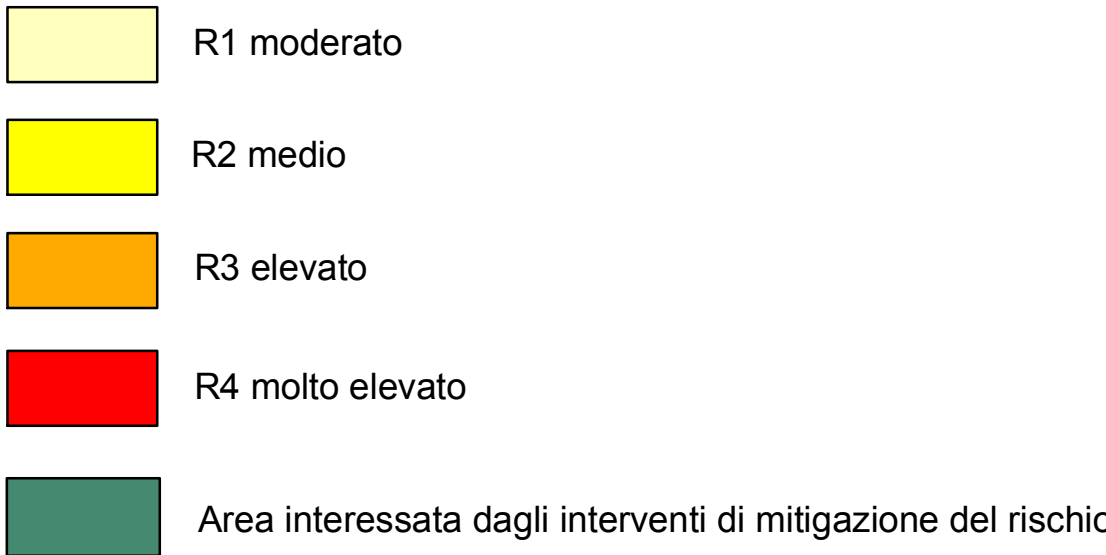 R1 moderato
R2 medio
R3 elevato
R4 molto elevato
Area interessata dagli interventi di mitigazione del rischio